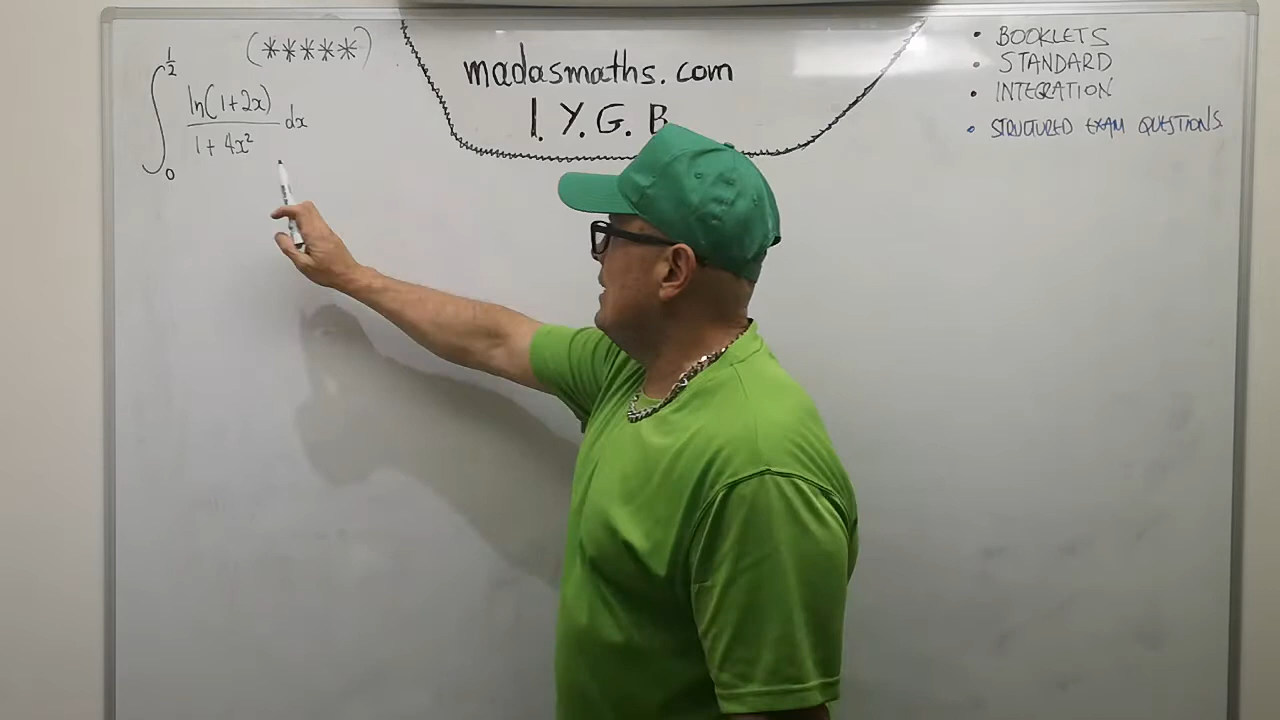 (*****)
∫₀^½ ln(1+2x)/(1+4x²) dx
madasmaths.com
I.Y.G.B
• BOOKLETS
• STANDARD
• INTEGRATION
• STRUCTURED EXAM QUESTIONS